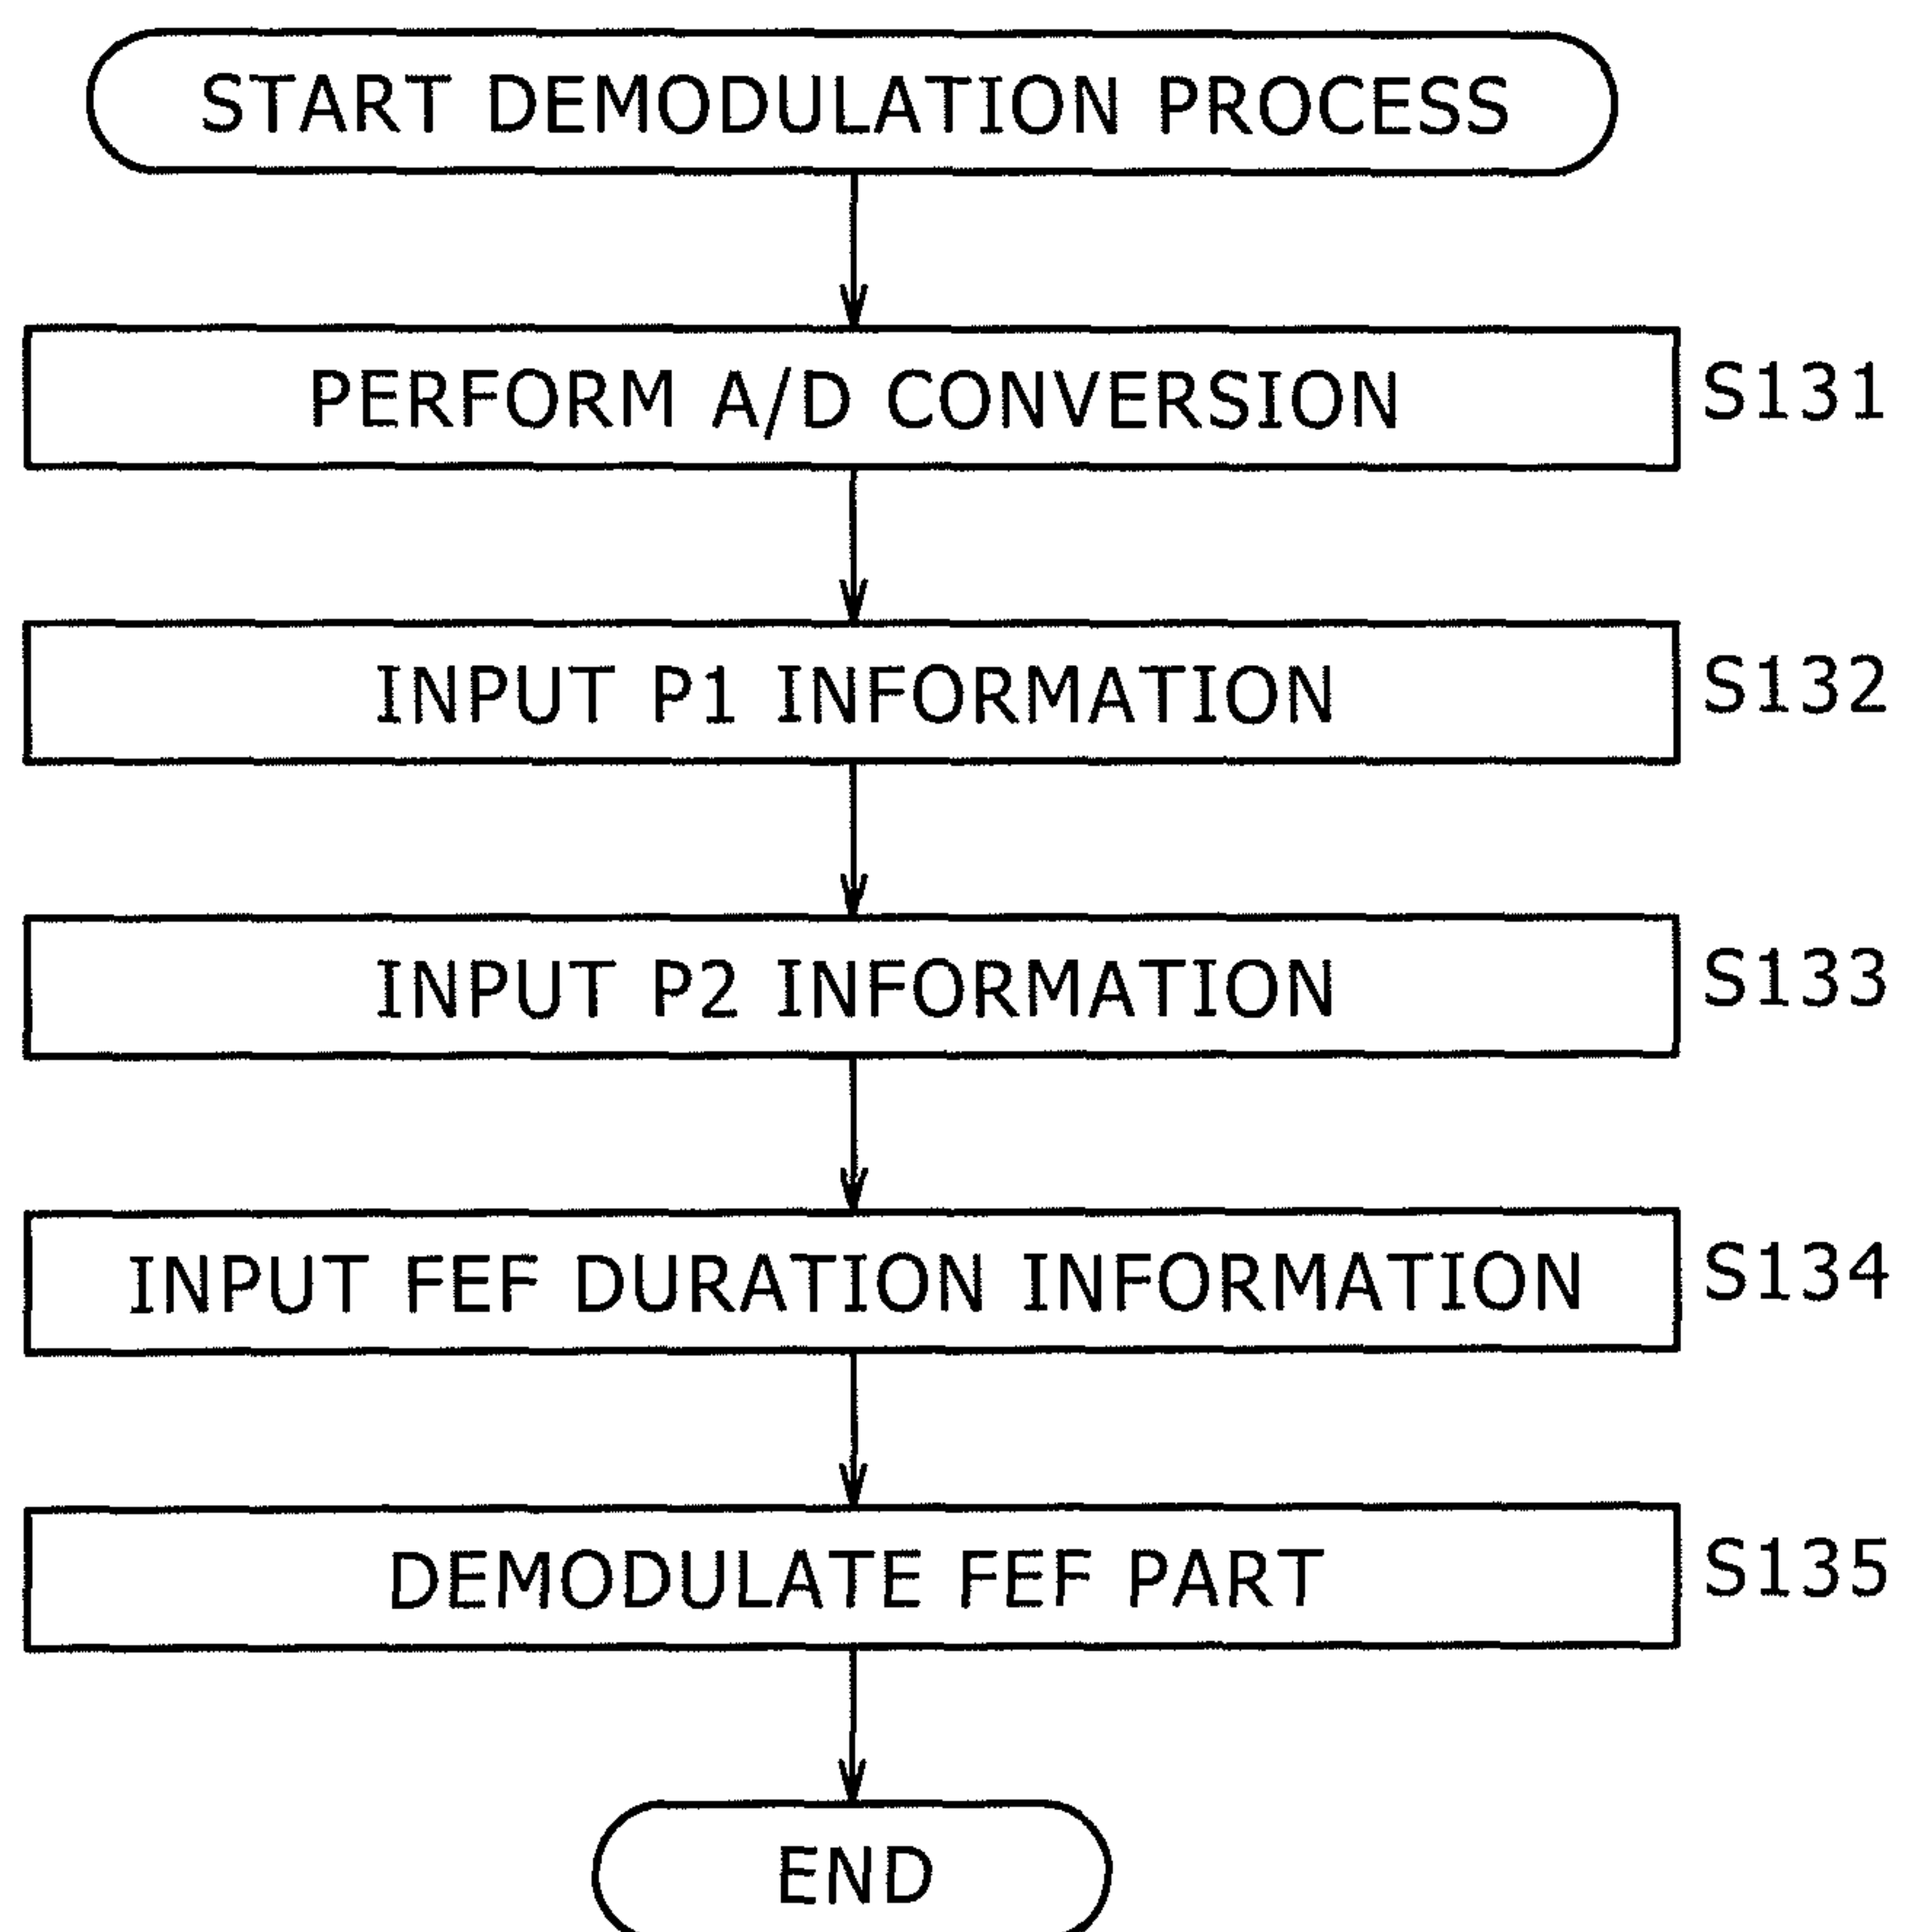 START DEMODULATION PROCESS
PERFORM A/D CONVERSION
S131
INPUT P1 INFORMATION
S132
INPUT P2 INFORMATION
S133
INPUT FEF DURATION INFORMATION
S134
DEMODULATE FEF PART
S135
END